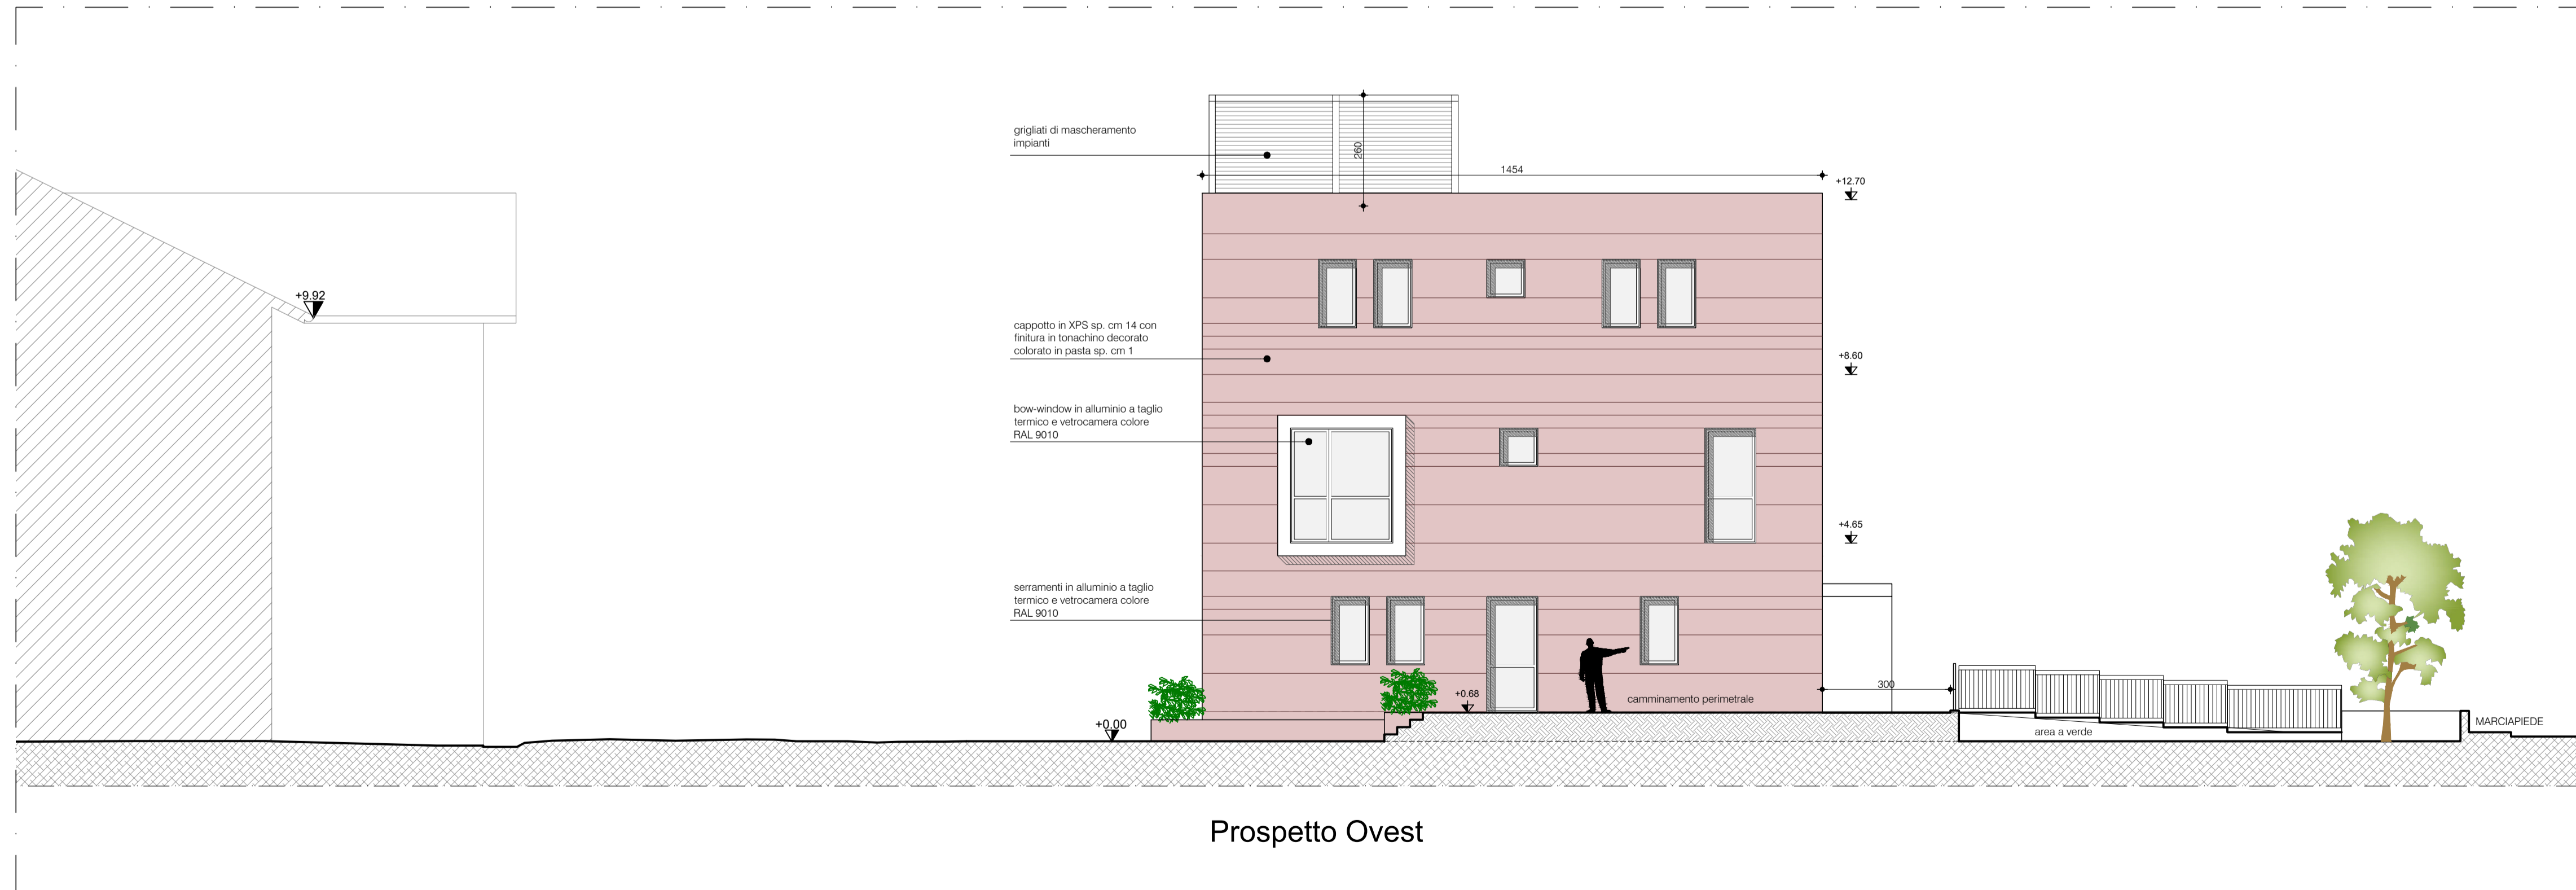 grigliati di mascheramento
impianti
260
1454
+12.70
+9.92
cappotto in XPS sp. cm 14 con
finitura in tonachino decorato
colorato in pasta sp. cm 1
+8.60
bow-window in alluminio a taglio
termico e vetrocamera colore
RAL 9010
+4.65
serramenti in alluminio a taglio
termico e vetrocamera colore
RAL 9010
+0.68
camminamento perimetrale
300
+0.00
area a verde
MARCIAPIEDE
Prospetto Ovest